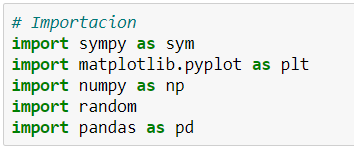 # Importacion
import sympy as sym
import matplotlib.pyplot as plt
import numpy as np
import random
import pandas as pd